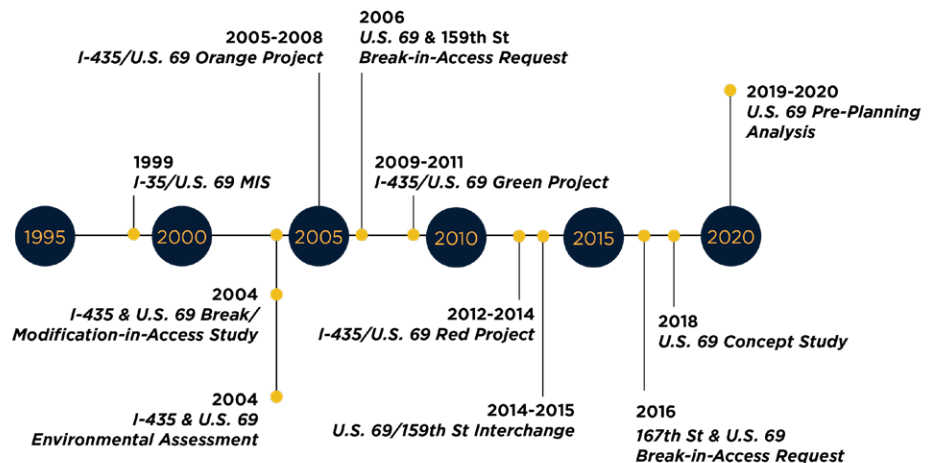 2005-2008
I-435/U.S. 69 Orange Project
2006
U.S. 69 & 159th St
Break-in-Access Request
2019-2020
U.S. 69 Pre-Planning
Analysis
1999
I-35/U.S. 69 MIS
2009-2011
I-435/U.S. 69 Green Project
1995
2000
2005
2010
2015
2020
2004
I-435 & U.S. 69 Break/
Modification-in-Access Study
2012-2014
I-435/U.S. 69 Red Project
2018
U.S. 69 Concept Study
2004
I-435 & U.S. 69
Environmental Assessment
2014-2015
U.S. 69/159th St Interchange
2016
167th St & U.S. 69
Break-in-Access Request